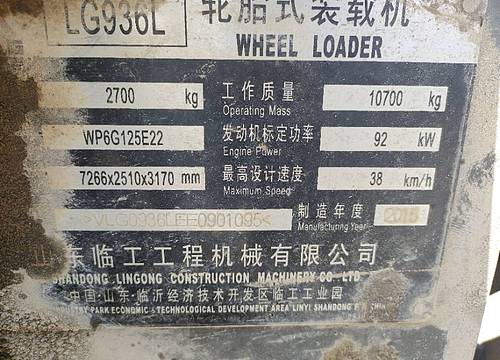 LG936L 轮胎式装载机
WHEEL LOADER
2700 kg 工作质量 10700 kg
Operating Mass
WP6G125E22 发动机标定功率 92 kW
Engine Power
7266x2510x3170 mm 最高设计速度 38 km/h
Maximum Speed
VLG0936LEE0901095< 制造年度 2015
Manufacturing Year
山东临工工程机械有限公司
SHANDONG LINGONG CONSTRUCTION MACHINERY CO LTD
中国·山东·临沂经济技术开发区临工工业园
INDUSTRY PARK ECONOMIC & TECHNOLOGICAL DEVELOPMENT AREA LINYI SHANDONG P.R CHINA